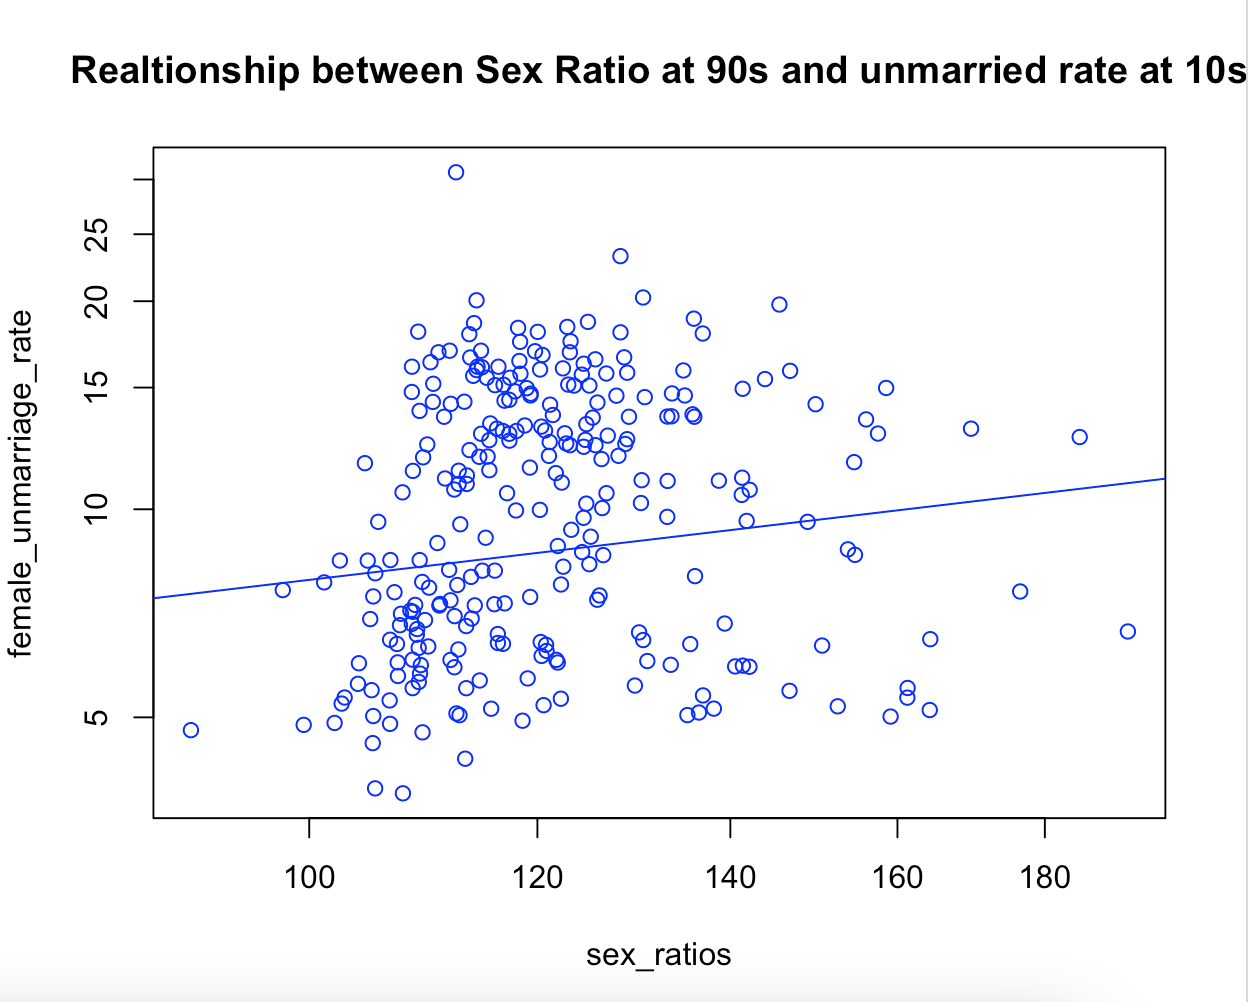 Realtionship between Sex Ratio at 90s and unmarried rate at 10s
female_unmarriage_rate
25
20
15
10
5
100 120 140 160 180
sex_ratios